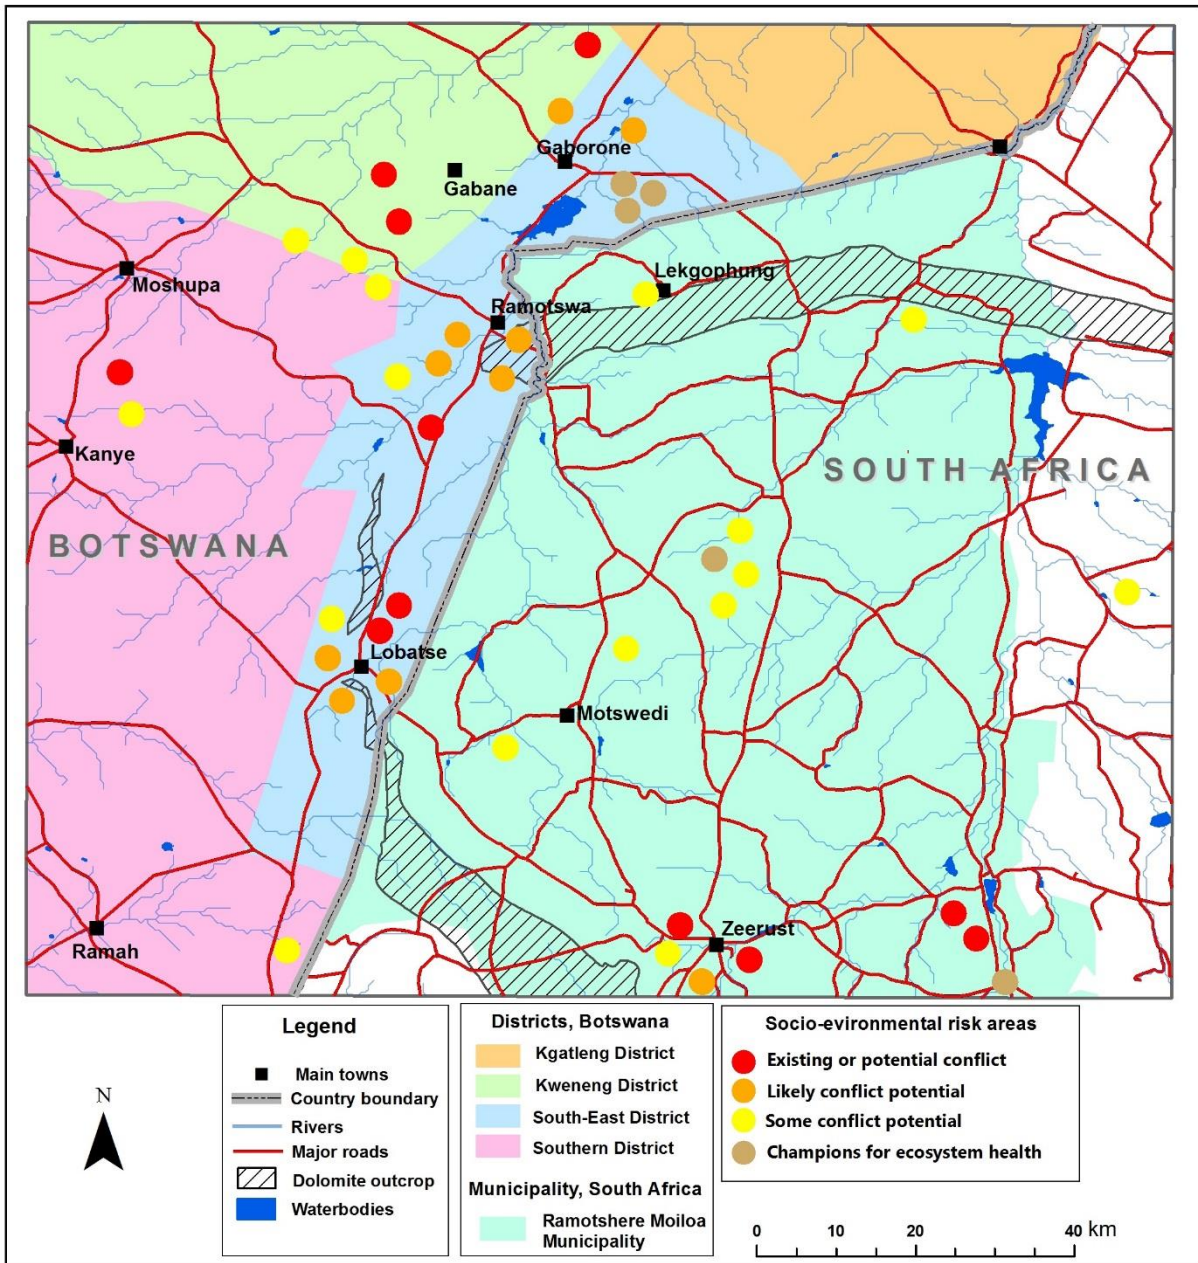 Gaborone
Gabane
Moshupa
Lekgophung
Ramotswa
Kanye
SOUTH AFRICA
BOTSWANA
Lobatse
Motswedi
Zeerust
Ramah
N
Legend
Main towns
Country boundary
Rivers
Major roads
Dolomite outcrop
Waterbodies
Districts, Botswana
Kgatleng District
Kweneng District
South-East District
Southern District
Municipality, South Africa
Ramotshere Moiloa
Municipality
Socio-evironmental risk areas
Existing or potential conflict
Likely conflict potential
Some conflict potential
Champions for ecosystem health
0 10 20 40 km